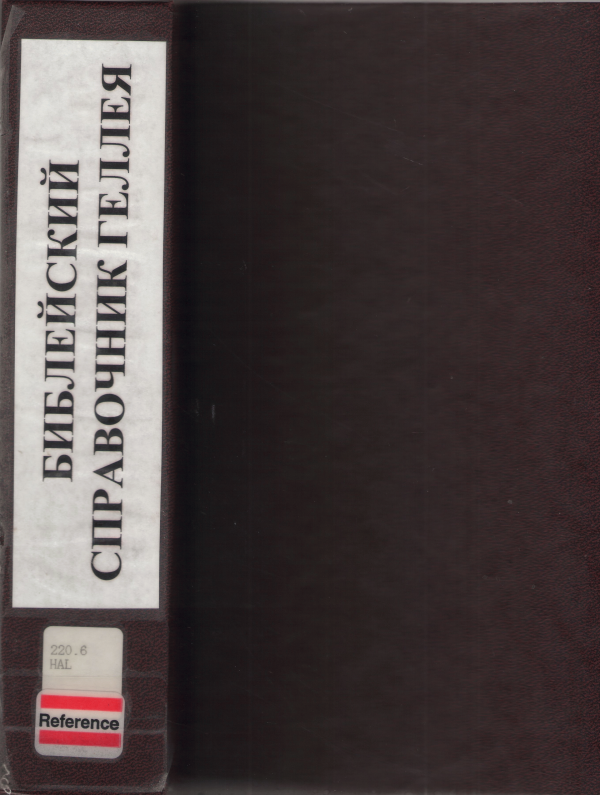 БИБЛЕЙСКИЙ
СПРАВОЧНИК ГЕЛЛЕЯ
220.6
HAL
Reference